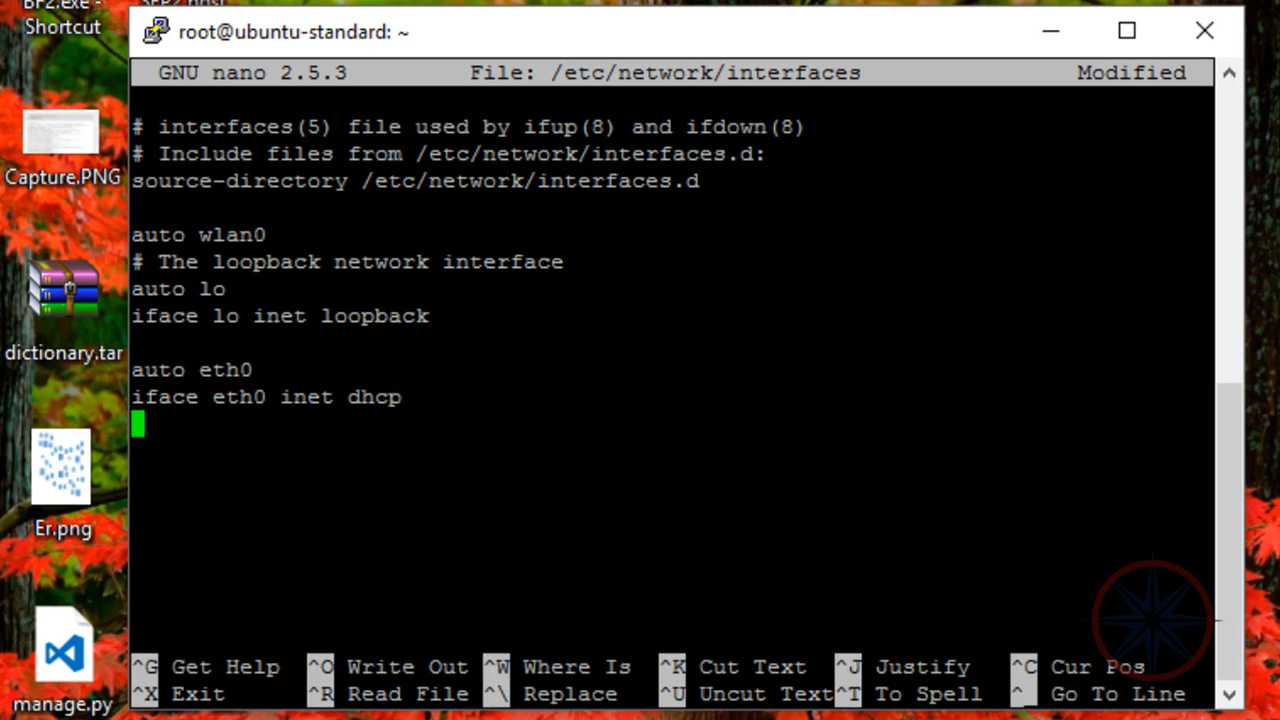 BF2.exe -
Shortcut
root@ubuntu-standard: ~
GNU nano 2.5.3 File: /etc/network/interfaces Modified
# interfaces(5) file used by ifup(8) and ifdown(8)
# Include files from /etc/network/interfaces.d:
source-directory /etc/network/interfaces.d
auto wlan0
# The loopback network interface
auto lo
iface lo inet loopback
auto eth0
iface eth0 inet dhcp
^G Get Help ^O Write Out ^W Where Is ^K Cut Text ^J Justify ^C Cur Pos
^X Exit ^R Read File ^\ Replace ^U Uncut Text ^T To Spell ^_ Go To Line
Capture.PNG
dictionary.tar
Er.png
manage.py